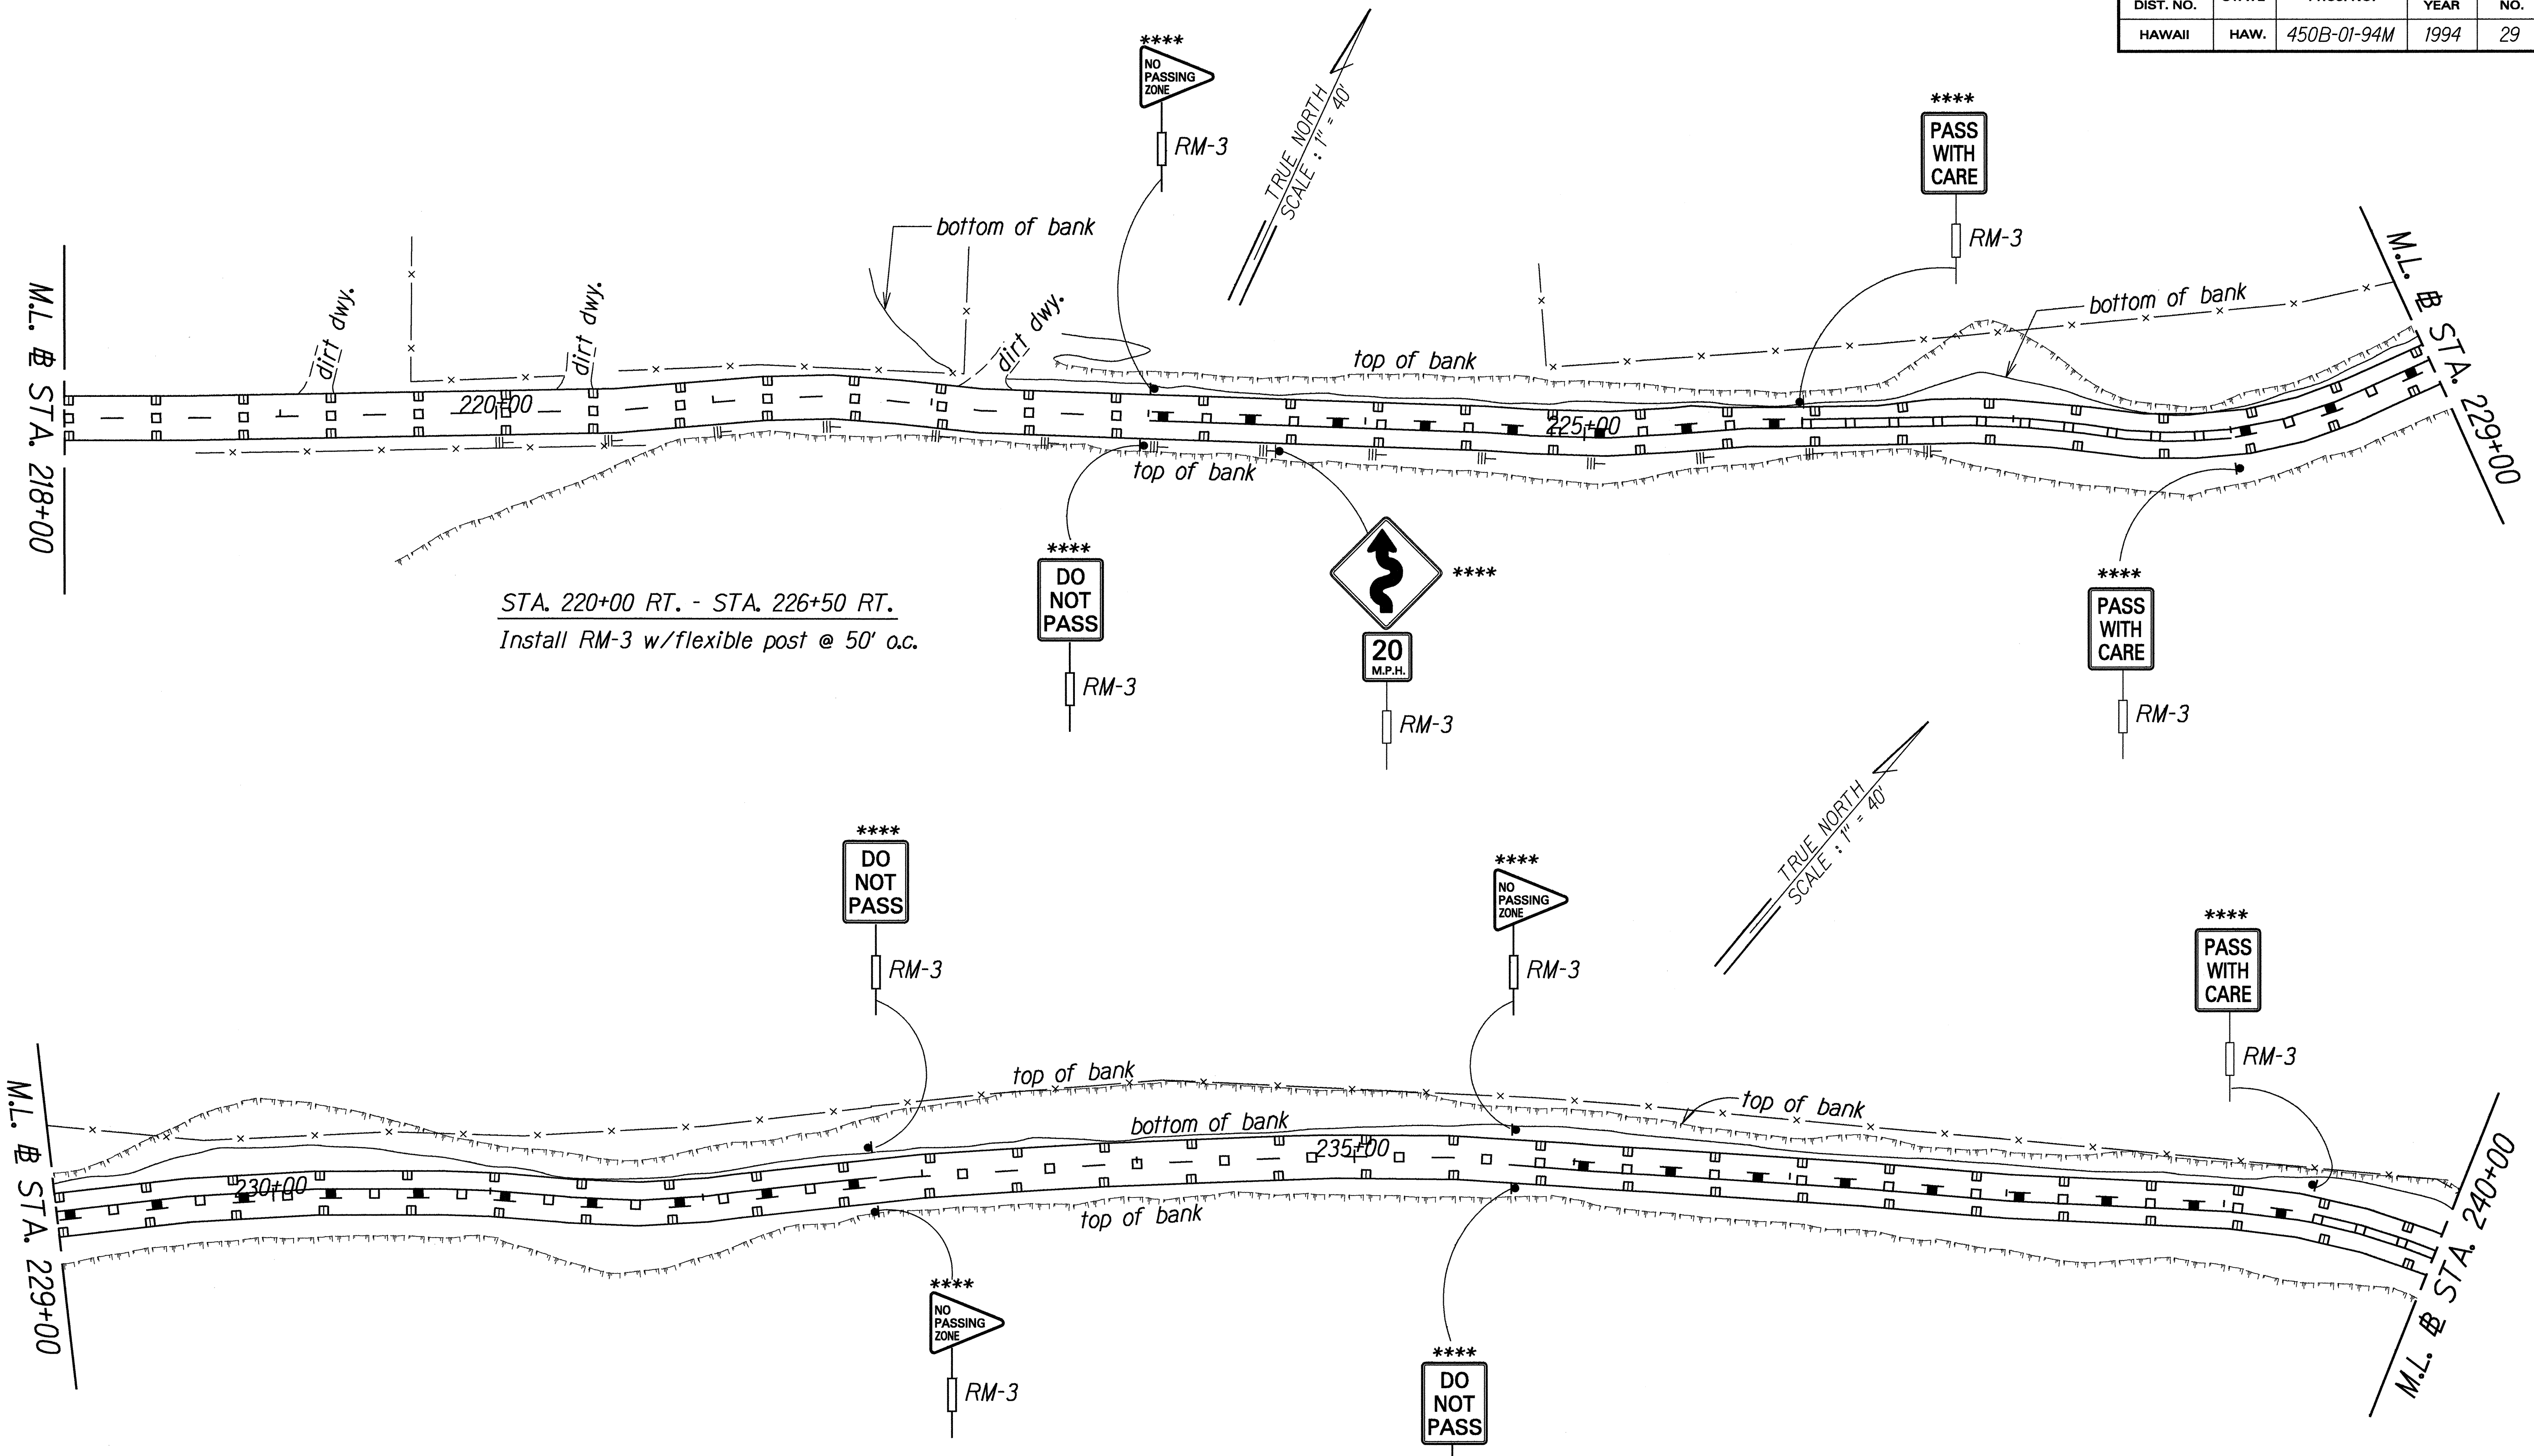 DIST. NO. YEAR NO.
HAWAII HAW. 450B-01-94M 1994 29
****
NO
PASSING
ZONE
RM-3
TRUE NORTH
SCALE : 1" = 40'
****
PASS
WITH
CARE
RM-3
bottom of bank
bottom of bank
dirt dwy.
dirt dwy.
dirt dwy.
top of bank
M.L. BL STA. 218+00
220+00
225+00
M.L. BL STA. 229+00
top of bank
****
DO
NOT
PASS
RM-3
****
20
M.P.H.
RM-3
****
PASS
WITH
CARE
RM-3
STA. 220+00 RT. - STA. 226+50 RT.
Install RM-3 w/flexible post @ 50' o.c.
TRUE NORTH
SCALE : 1" = 40'
****
DO
NOT
PASS
RM-3
****
NO
PASSING
ZONE
RM-3
****
PASS
WITH
CARE
RM-3
top of bank
top of bank
bottom of bank
M.L. BL STA. 229+00
230+00
235+00
M.L. BL STA. 240+00
top of bank
****
NO
PASSING
ZONE
RM-3
****
DO
NOT
PASS